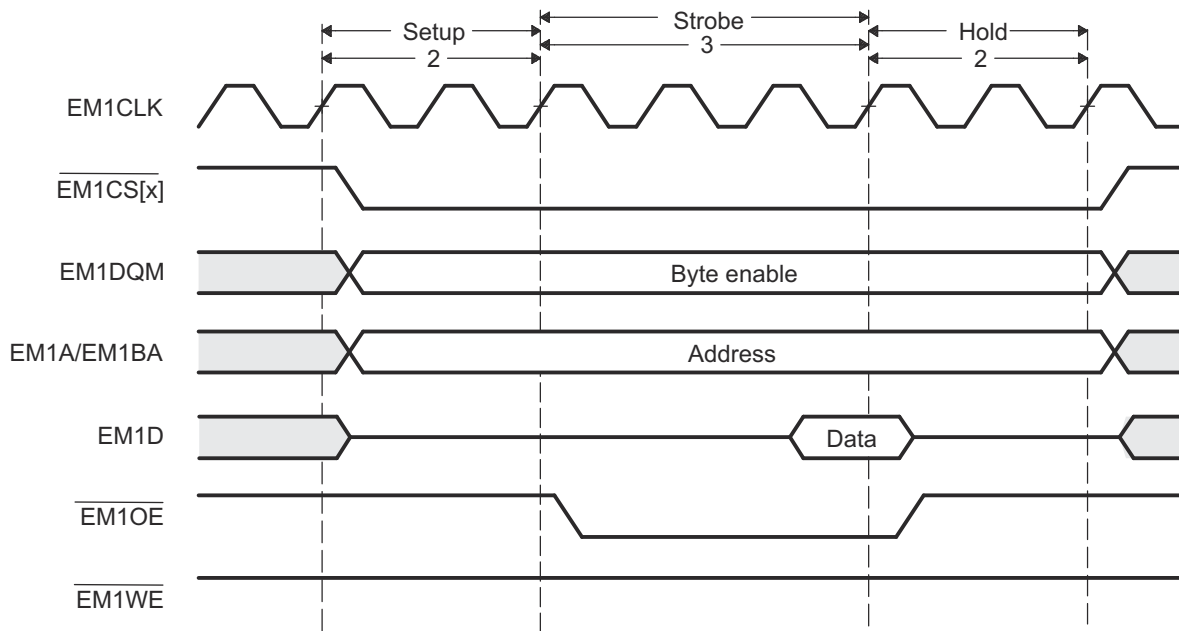 Setup
Strobe
Hold
2
3
2
EM1CLK
EM1CS[x]
EM1DQM
Byte enable
EM1A/EM1BA
Address
EM1D
Data
EM1OE
EM1WE